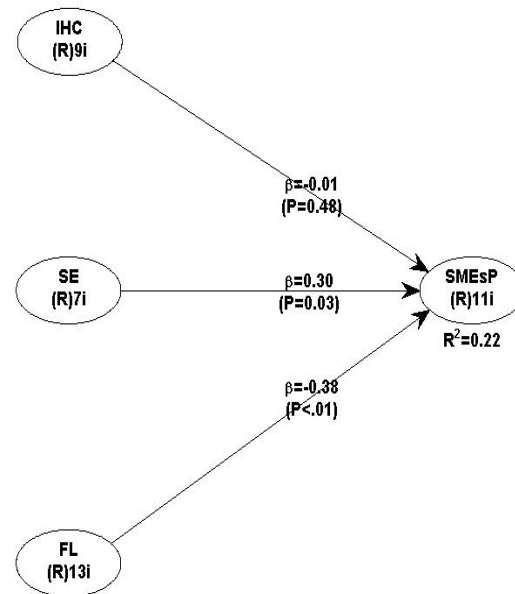 IHC
(R)9i
β=-0.01
(P=0.48)
SE
(R)7i
β=0.30
(P=0.03)
SMEsP
(R)11i
R²=0.22
β=-0.38
(P<.01)
FL
(R)13i